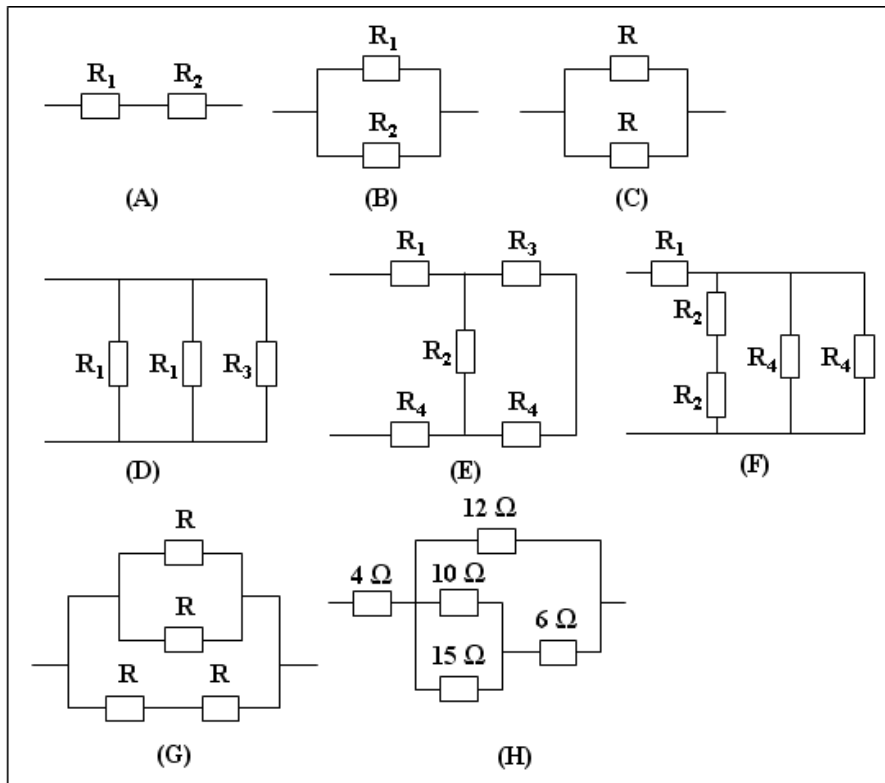 R₁ R₂
(A)
R₁
R₂
(B)
R
R
(C)
R₁ R₁ R₃
(D)
R₁ R₃
R₂
R₄ R₄
(E)
R₁
R₂
R₂
R₄ R₄
(F)
R
R
R R
(G)
12 Ω
4 Ω 10 Ω
6 Ω
15 Ω
(H)